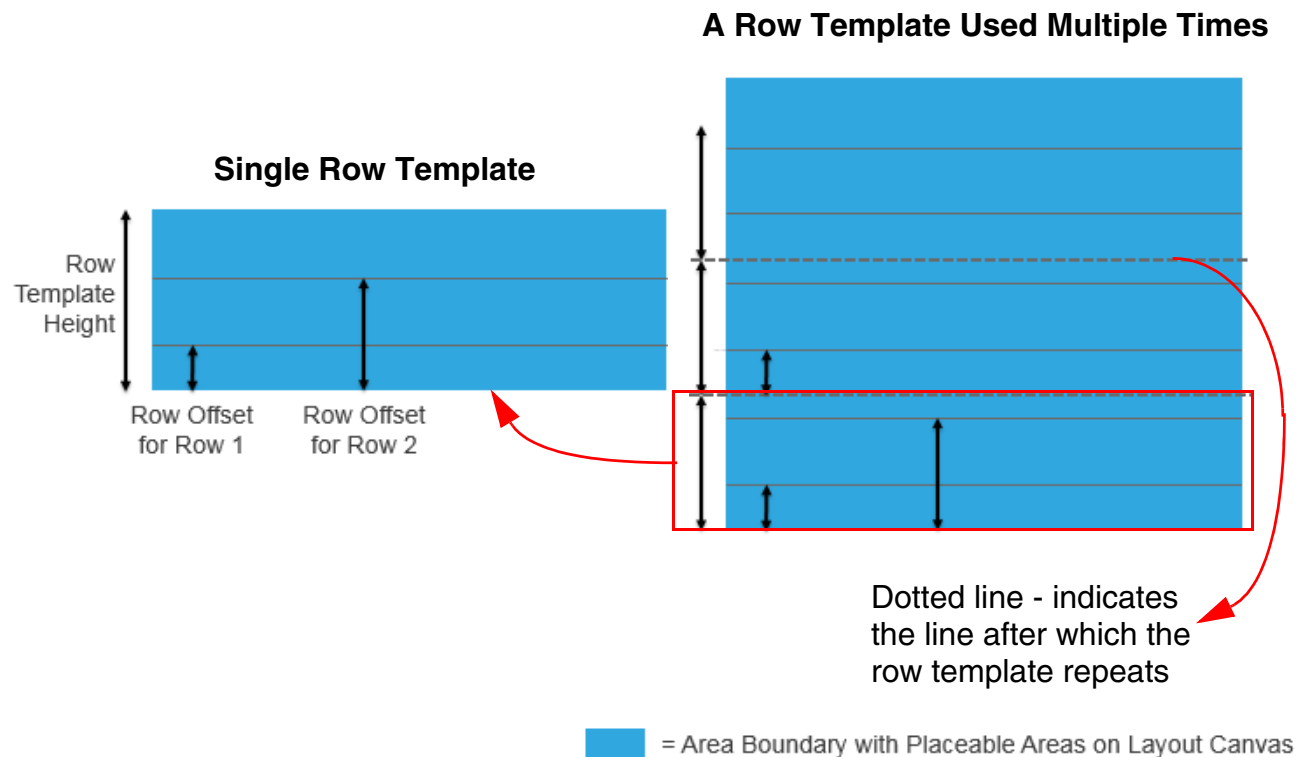 A Row Template Used Multiple Times
Single Row Template
Row
Template
Height
Row Offset
for Row 1
Row Offset
for Row 2
Dotted line - indicates
the line after which the
row template repeats
= Area Boundary with Placeable Areas on Layout Canvas